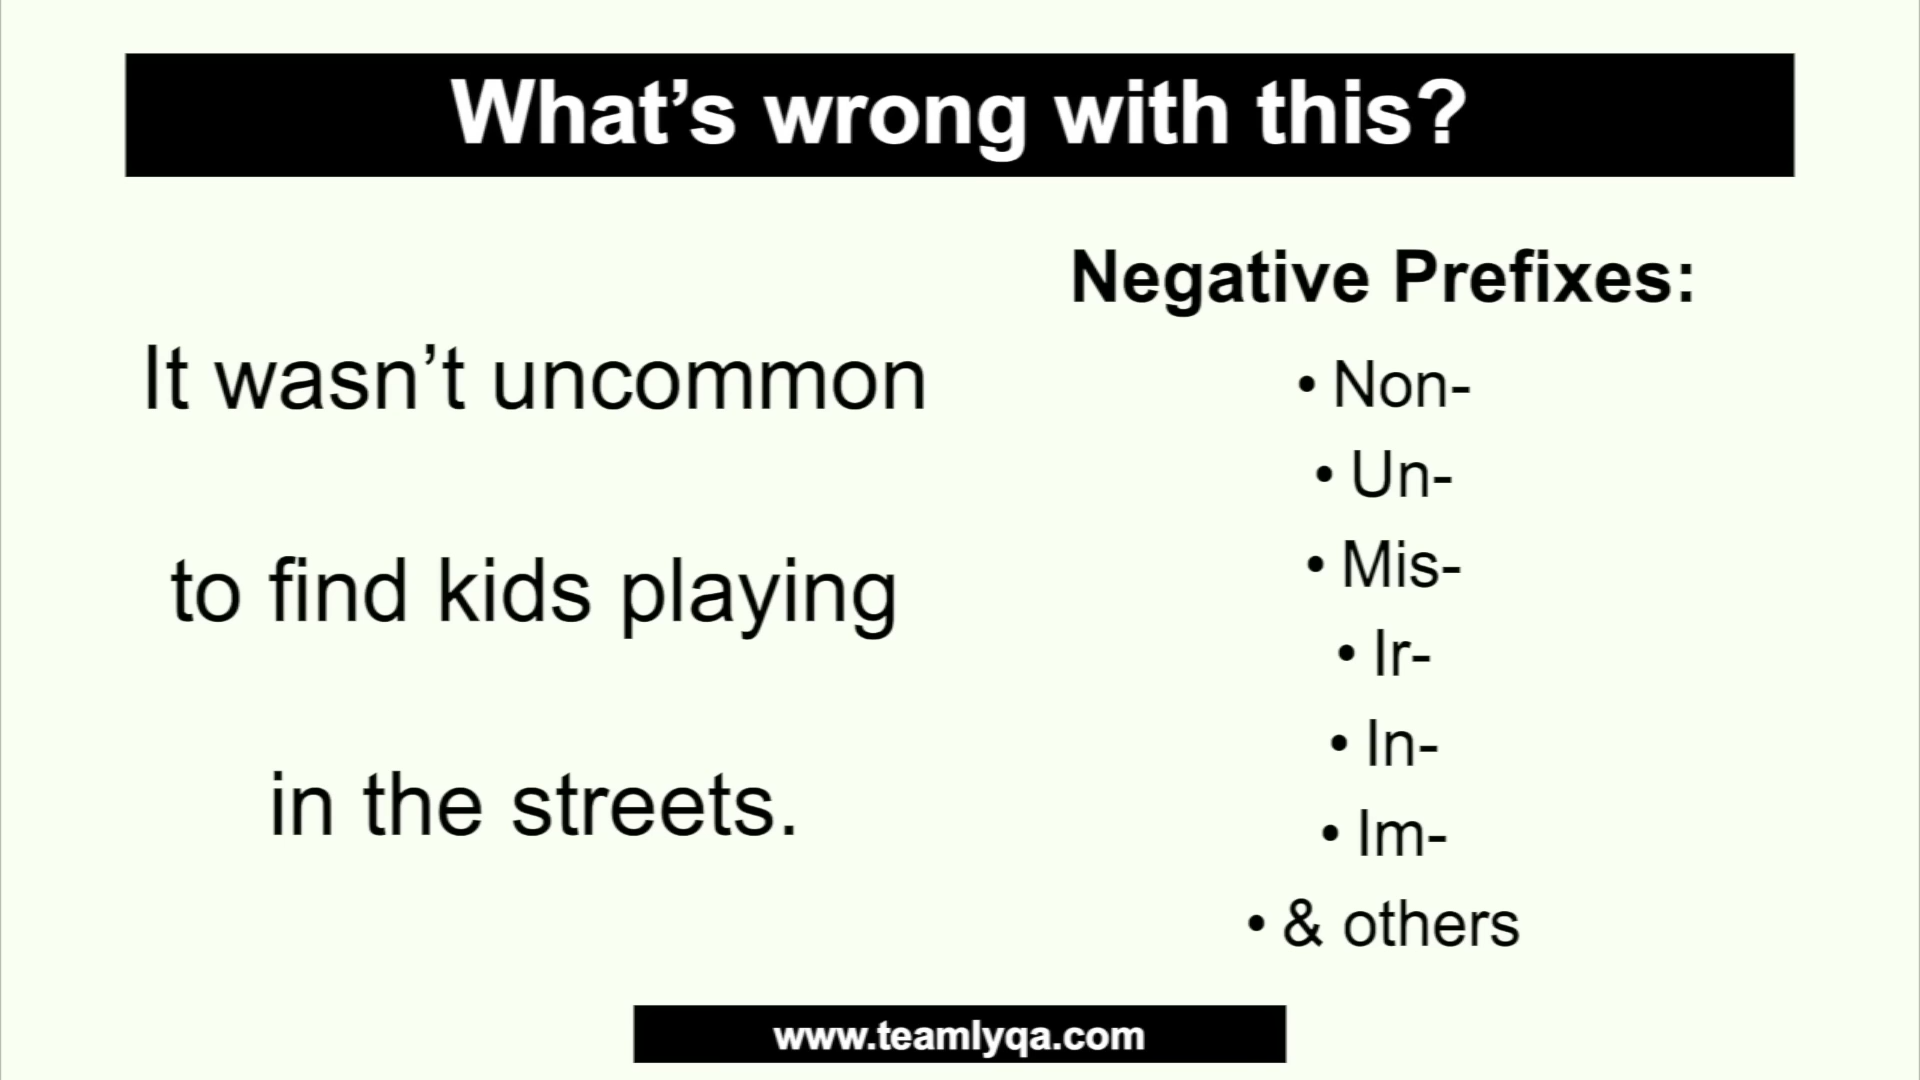 What’s wrong with this?
It wasn’t uncommon
to find kids playing
in the streets.
Negative Prefixes:
• Non-
• Un-
• Mis-
• Ir-
• In-
• Im-
• & others
www.teamlyqa.com